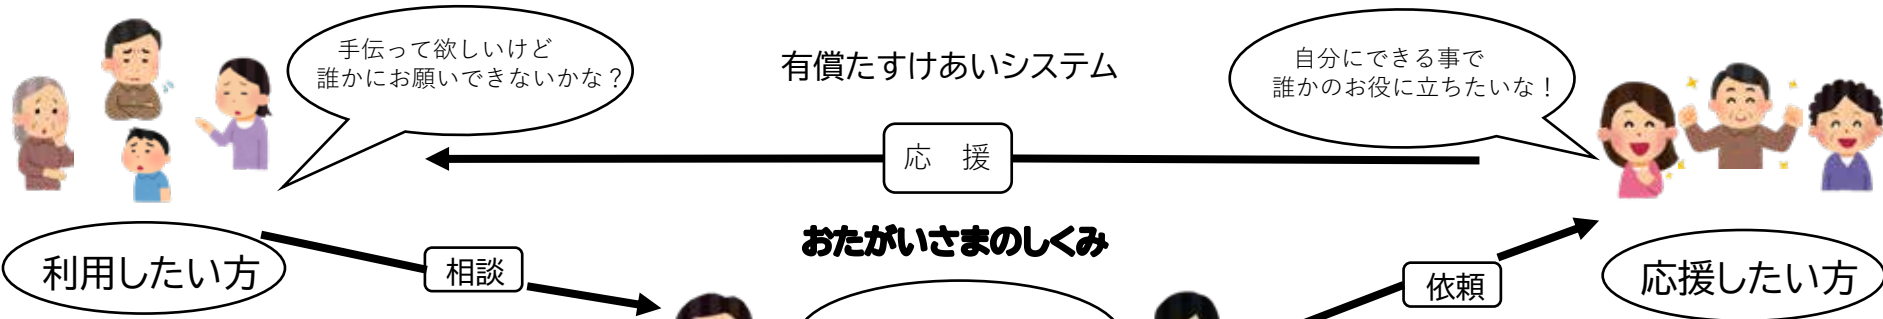 手伝って欲しいけど
誰かにお願いできないかな?
有償たすけあいシステム
自分にできる事で
誰かのお役に立ちたいな!
応 援
おたがいさまのしくみ
利用したい方
相談
依頼
応援したい方